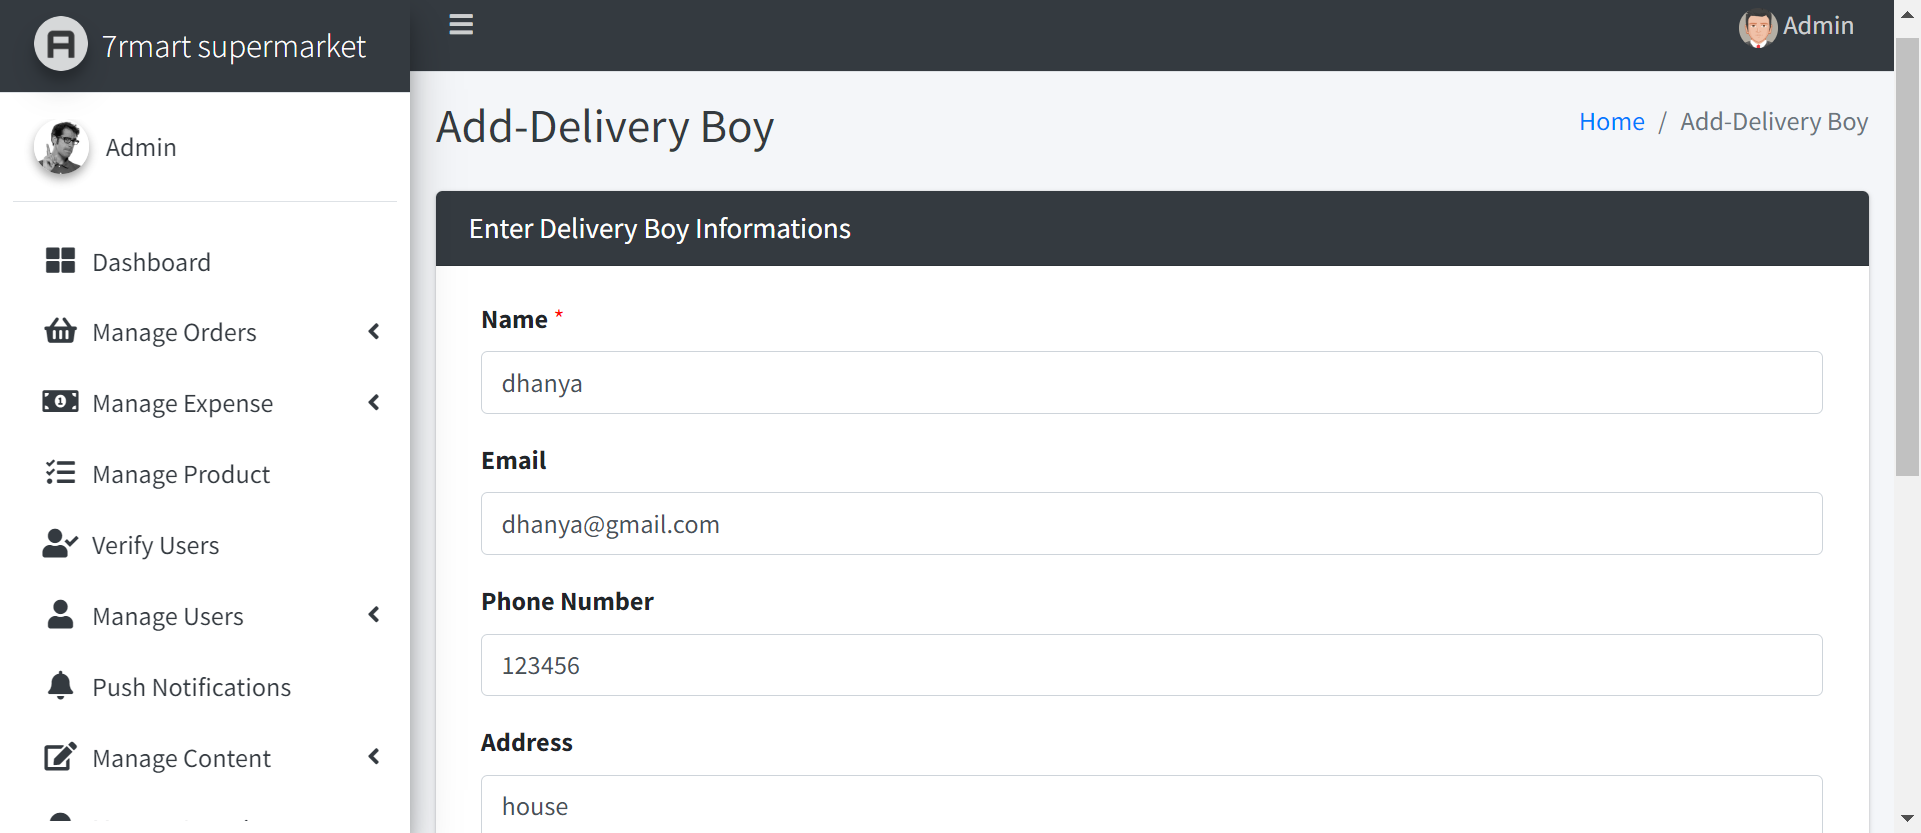 7rmart supermarket
Admin
Admin
Add-Delivery Boy
Home / Add-Delivery Boy
Dashboard
Manage Orders
Manage Expense
Manage Product
Verify Users
Manage Users
Push Notifications
Manage Content
Enter Delivery Boy Informations
Name *
dhanya
Email
dhanya@gmail.com
Phone Number
123456
Address
house